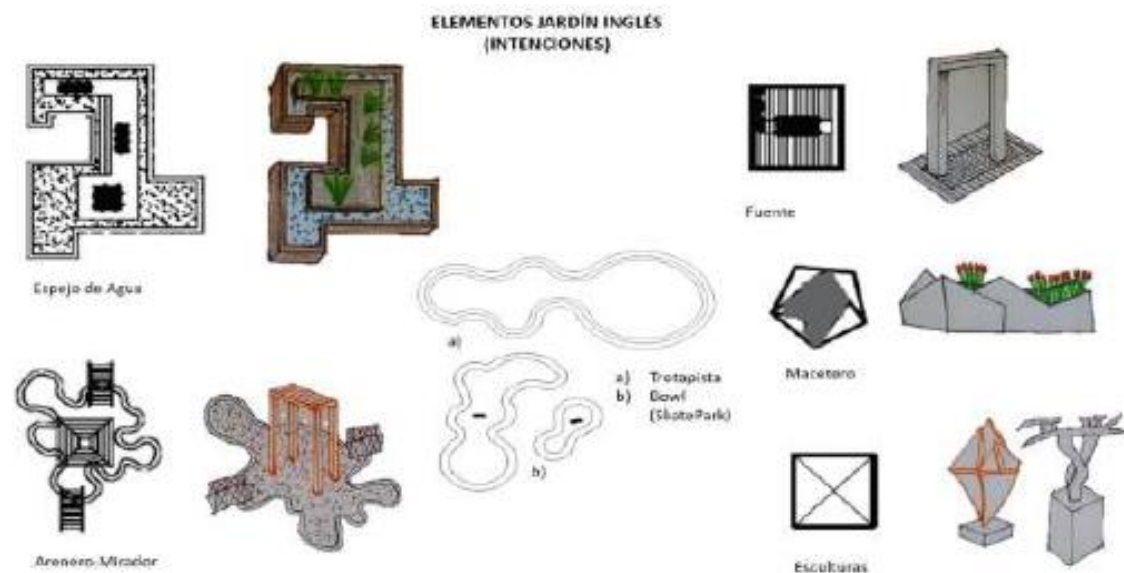 ELEMENTOS JARDÍN INGLÉS
(INTENCIONES)
Espejo de Agua
Fuente
a)
a) Trotapista
b) Bowl
(SkatePark)
b)
Macetero
Arenero-Mirador
Esculturas